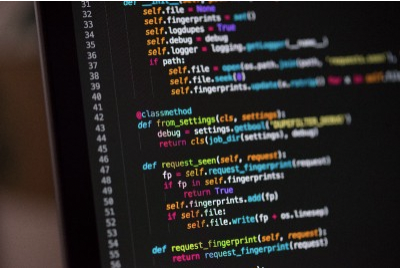 31 def __init__(self, path=None, debug=False):
32 self.file = None
33 self.fingerprints = set()
34 self.logdupes = True
35 self.debug = debug
36 self.logger = logging.getLogger(__name__)
37 if path:
38 self.file = open(os.path.join(path, 'requests.seen'),
39 self.file.seek(0)
40 self.fingerprints.update(x.rstrip() for x in self.file)
41
42 @classmethod
43 def from_settings(cls, settings):
44 debug = settings.getbool('DUPEFILTER_DEBUG')
45 return cls(job_dir(settings), debug)
46
47 def request_seen(self, request):
48 fp = self.request_fingerprint(request)
49 if fp in self.fingerprints:
50 return True
51 self.fingerprints.add(fp)
52 if self.file:
53 self.file.write(fp + os.linesep)
54
55 def request_fingerprint(self, request):
56 return request_fingerprint(request)